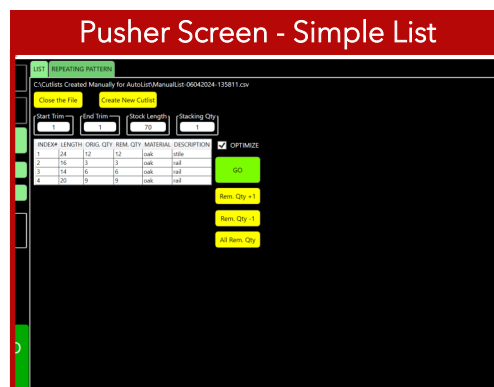 Pusher Screen - Simple List
LIST REPEATING PATTERN
C:\Cutlists Created Manually for AutoList\ManualList-06042024-135811.csv
Close the File Create New Cutlist
Start Trim End Trim Stock Length Stacking Qty
1 1 70 1
INDEX# LENGTH ORIG. QTY REM. QTY MATERIAL DESCRIPTION OPTIMIZE
1 24 12 12 oak stile
2 16 3 3 oak rail
3 14 6 6 oak rail
4 20 9 9 oak rail
GO
Rem. Qty +1
Rem. Qty -1
All Rem. Qty